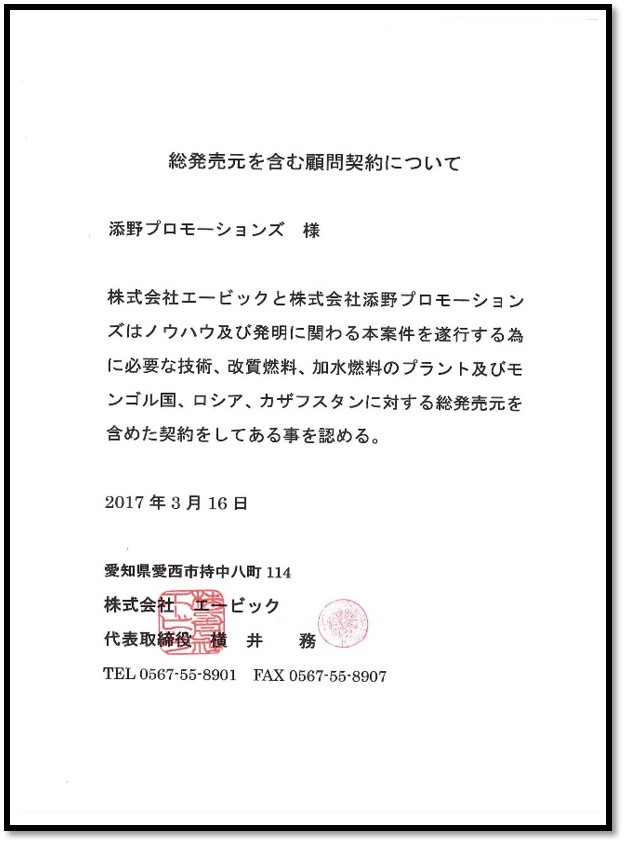 総発売元を含む顧問契約について
添野プロモーションズ　様
株式会社エービックと株式会社添野プロモーション
ズはノウハウ及び発明に関わる本案件を遂行する為
に必要な技術、改質燃料、加水燃料のプラント及びモ
ンゴル国、ロシア、カザフスタンに対する総発売元を
含めた契約をしてある事を認める。
2017 年 3 月 16 日
愛知県愛西市持中八町 114
株式会社　エービック
代表取締役　横　井　　務
TEL 0567-55-8901　FAX 0567-55-8907